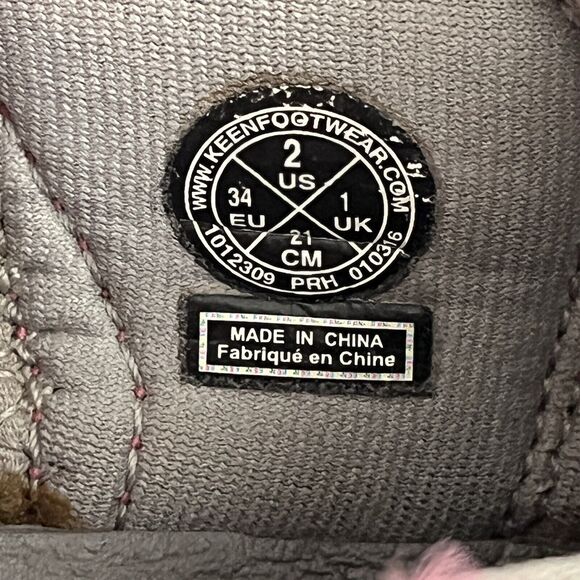 WWW.KEENFOOTWEAR.COM
2
US
34
EU
1
UK
21
CM
1012309 PRH 010316
MADE IN CHINA
Fabriqué en Chine